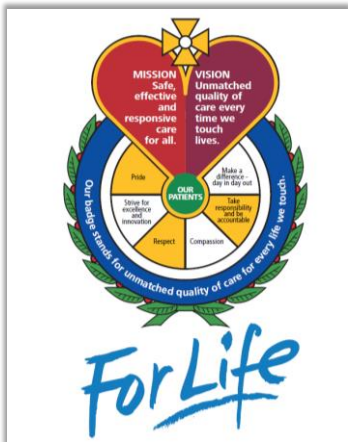 MISSION
Safe,
effective
and
responsive
care
for all.
VISION
Unmatched
quality of
care every
time we
touch
lives.
Pride
Make a
difference -
day in day out
OUR
PATIENTS
Strive for
excellence
and
innovation
Take
responsibility
and be
accountable
Respect
Compassion
Our badge stands for unmatched quality of care for every life we touch.
For Life